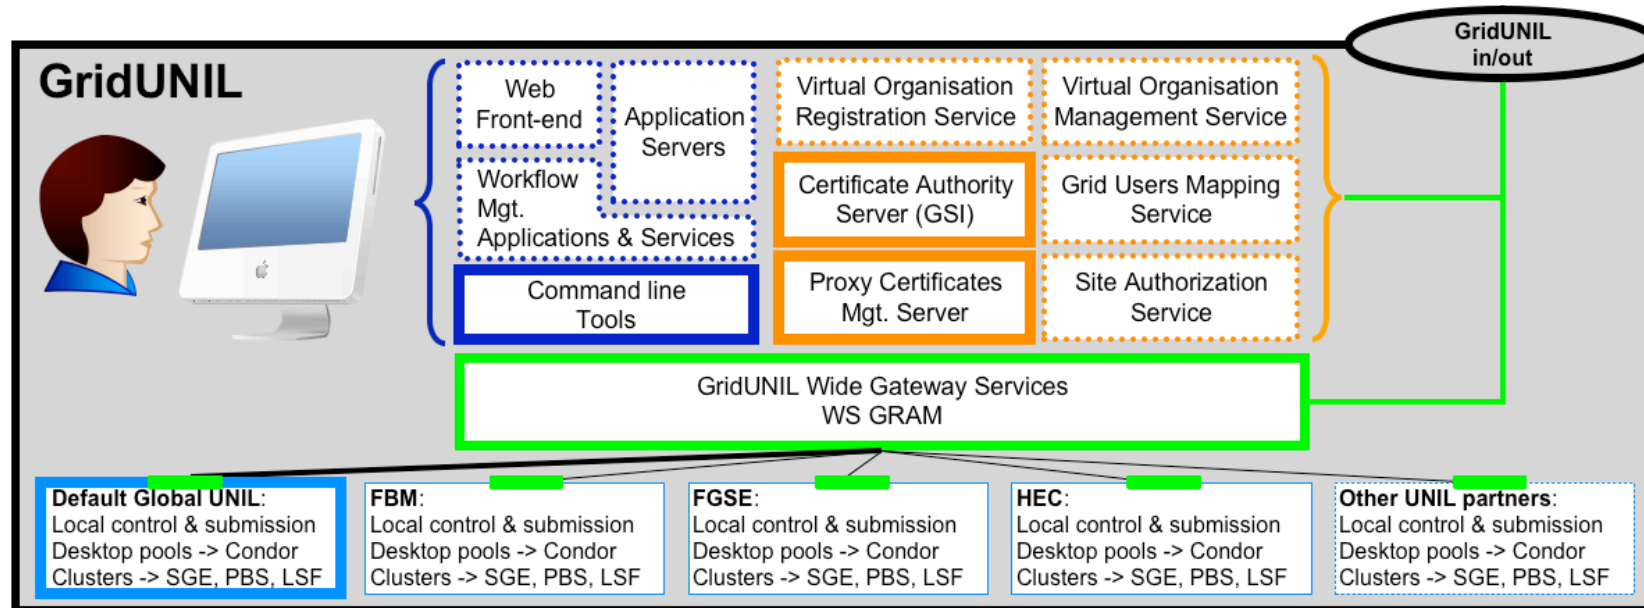 GridUNIL
in/out
GridUNIL
Web
Front-end
Application
Servers
Workflow
Mgt.
Applications & Services
Command line
Tools
Virtual Organisation
Registration Service
Virtual Organisation
Management Service
Certificate Authority
Server (GSI)
Grid Users Mapping
Service
Proxy Certificates
Mgt. Server
Site Authorization
Service
GridUNIL Wide Gateway Services
WS GRAM
Default Global UNIL:
Local control & submission
Desktop pools -> Condor
Clusters -> SGE, PBS, LSF
FBM:
Local control & submission
Desktop pools -> Condor
Clusters -> SGE, PBS, LSF
FGSE:
Local control & submission
Desktop pools -> Condor
Clusters -> SGE, PBS, LSF
HEC:
Local control & submission
Desktop pools -> Condor
Clusters -> SGE, PBS, LSF
Other UNIL partners:
Local control & submission
Desktop pools -> Condor
Clusters -> SGE, PBS, LSF